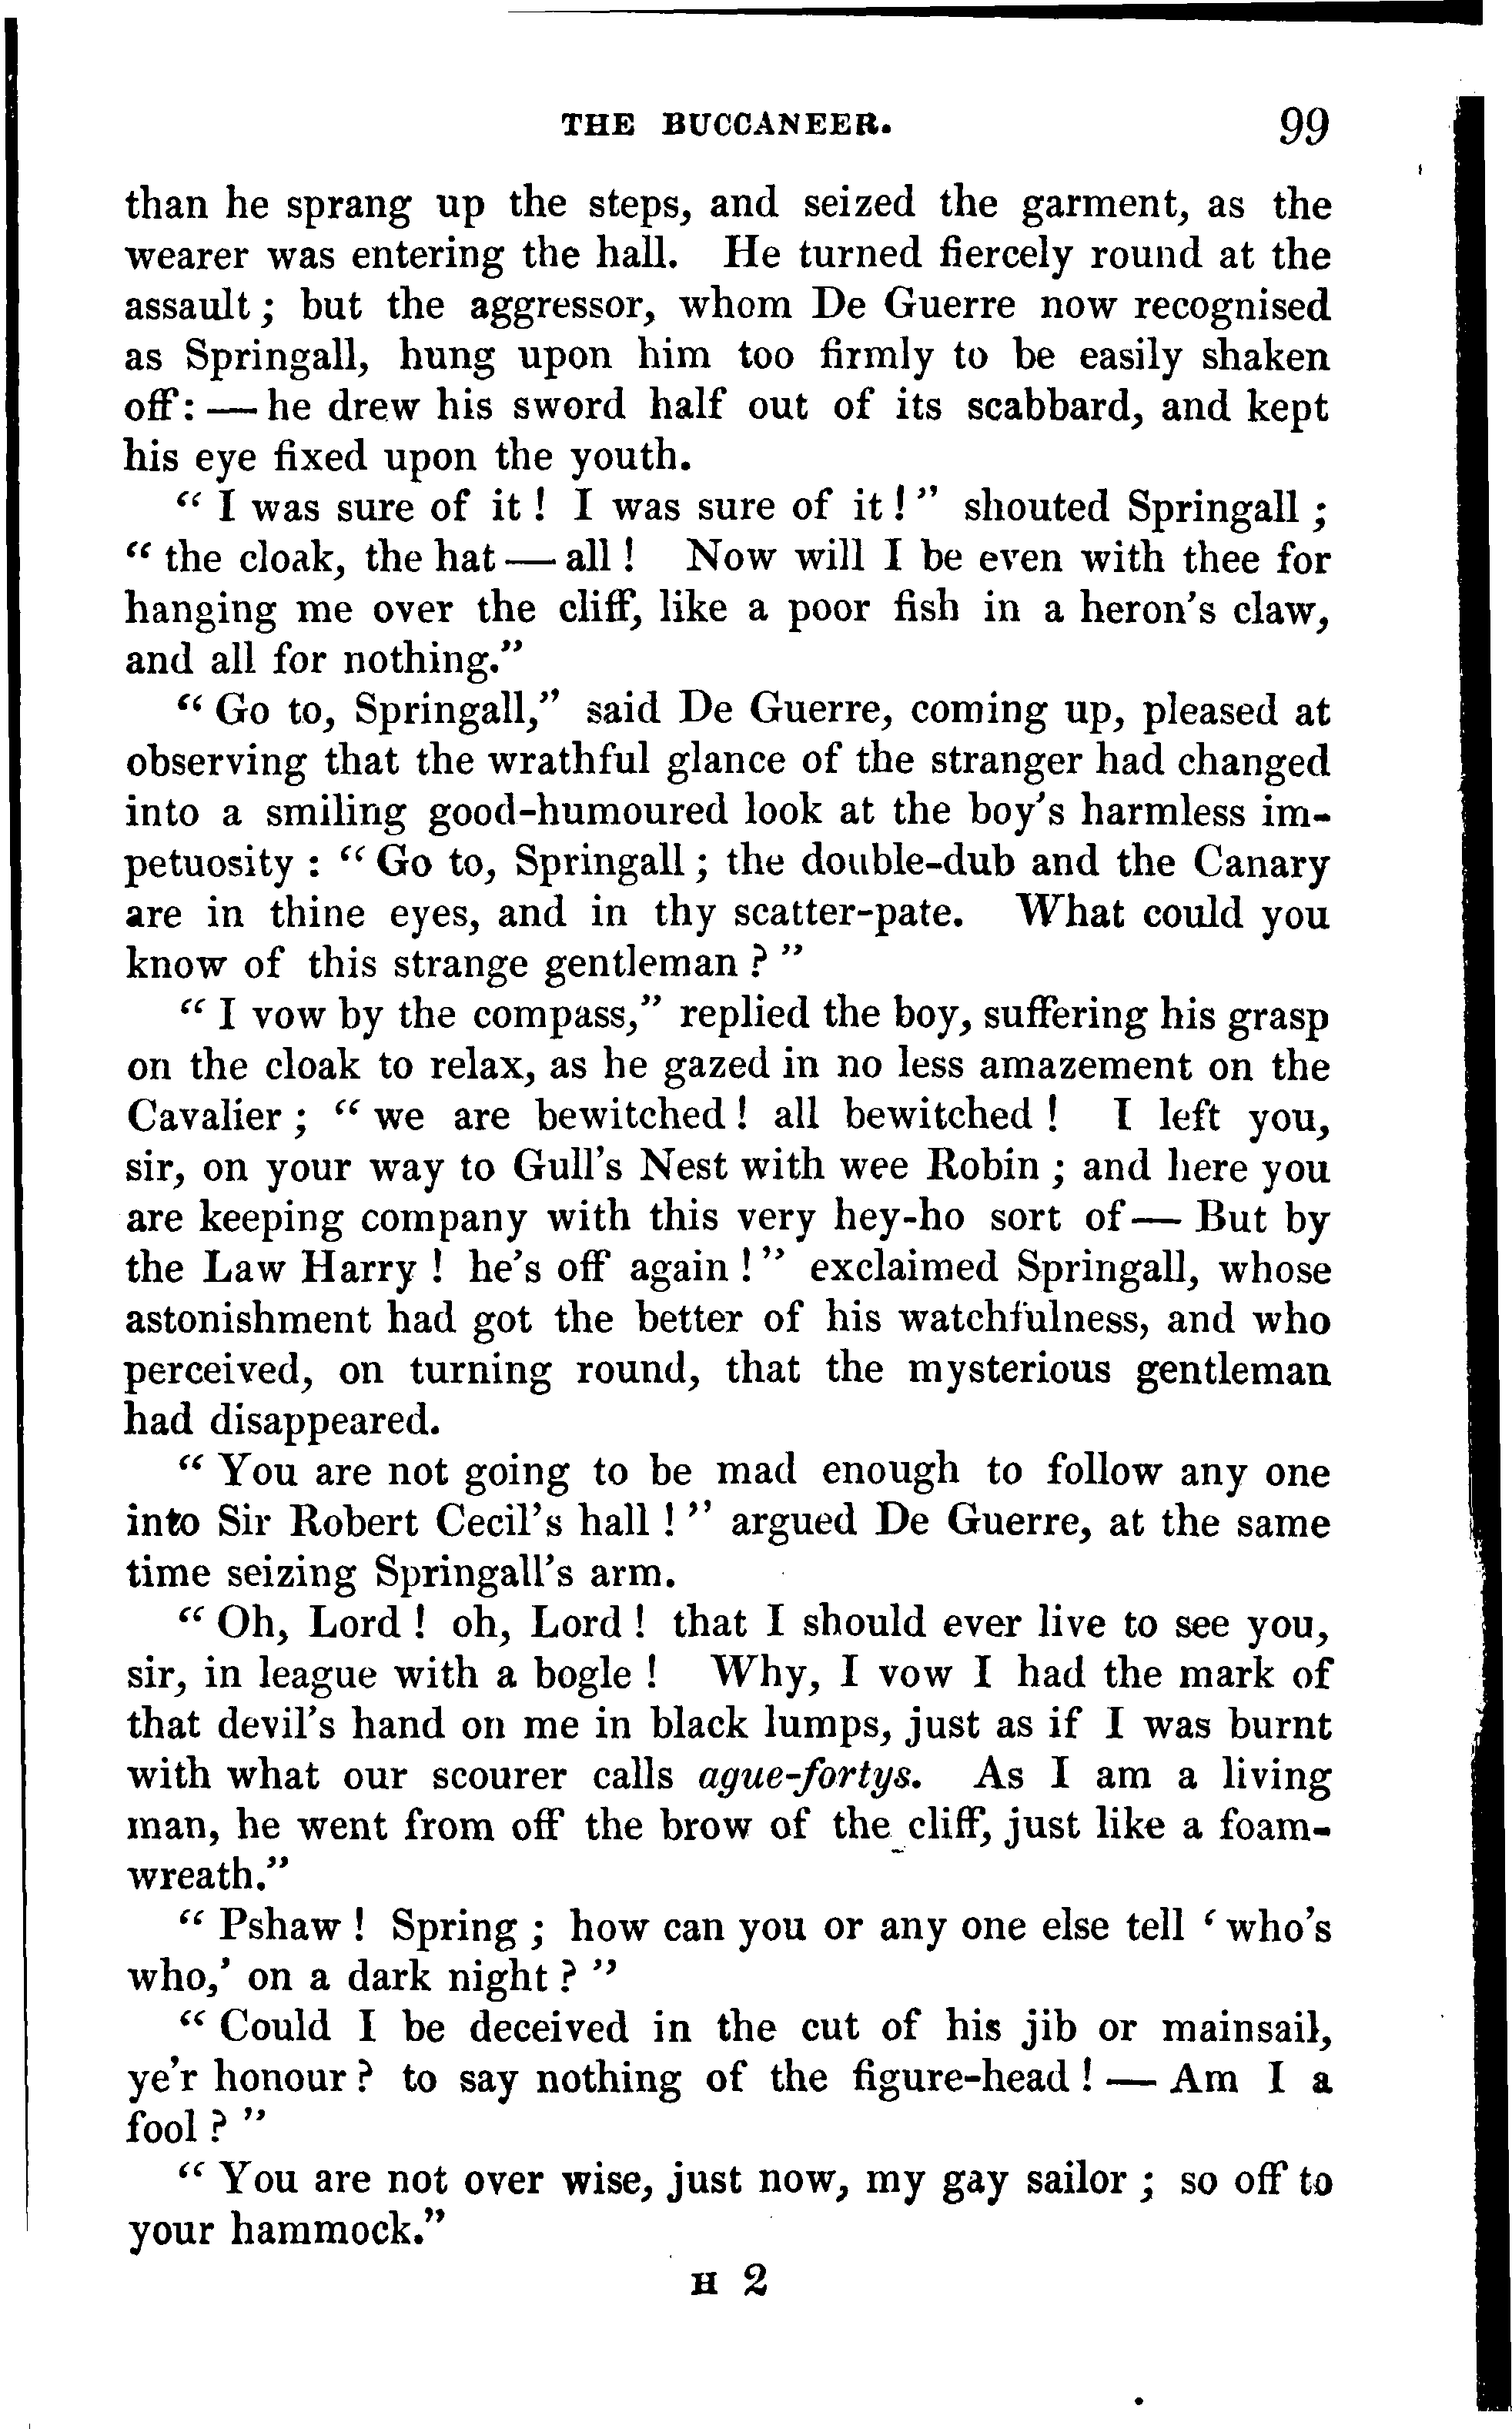 THE BUCCANEER. 99
than he sprang up the steps, and seized the garment, as the
wearer was entering the hall. He turned fiercely round at the
assault; but the aggressor, whom De Guerre now recognised
as Springall, hung upon him too firmly to be easily shaken
off:—he drew his sword half out of its scabbard, and kept
his eye fixed upon the youth.
“I was sure of it! I was sure of it!” shouted Springall;
“the cloak, the hat—all! Now will I be even with thee for
hanging me over the cliff, like a poor fish in a heron's claw,
and all for nothing.”
“Go to, Springall,” said De Guerre, coming up, pleased at
observing that the wrathful glance of the stranger had changed
into a smiling good-humoured look at the boy's harmless im-
petuosity: “Go to, Springall; the double-dub and the Canary
are in thine eyes, and in thy scatter-pate. What could you
know of this strange gentleman?”
“I vow by the compass,” replied the boy, suffering his grasp
on the cloak to relax, as he gazed in no less amazement on the
Cavalier; “we are bewitched! all bewitched! I left you,
sir, on your way to Gull's Nest with wee Robin; and here you
are keeping company with this very hey-ho sort of— But by
the Law Harry! he's off again!” exclaimed Springall, whose
astonishment had got the better of his watchfulness, and who
perceived, on turning round, that the mysterious gentleman
had disappeared.
“You are not going to be mad enough to follow any one
into Sir Robert Cecil's hall!” argued De Guerre, at the same
time seizing Springall's arm.
“Oh, Lord! oh, Lord! that I should ever live to see you,
sir, in league with a bogle! Why, I vow I had the mark of
that devil's hand on me in black lumps, just as if I was burnt
with what our scourer calls ague-fortys. As I am a living
man, he went from off the brow of the cliff, just like a foam-
wreath.”
“Pshaw! Spring; how can you or any one else tell ‘who's
who,’ on a dark night?”
“Could I be deceived in the cut of his jib or mainsail,
ye'r honour? to say nothing of the figure-head!—Am I a
fool?”
“You are not over wise, just now, my gay sailor; so off to
your hammock.”
H 2